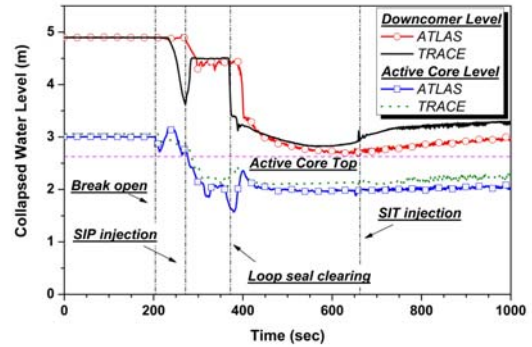 Collapsed Water Level (m)
5
4
3
2
1
0
Downcomer Level
ATLAS
TRACE
Active Core Level
ATLAS
TRACE
Active Core Top
Break open
SIP injection
Loop seal clearing
SIT injection
0 200 400 600 800 1000
Time (sec)